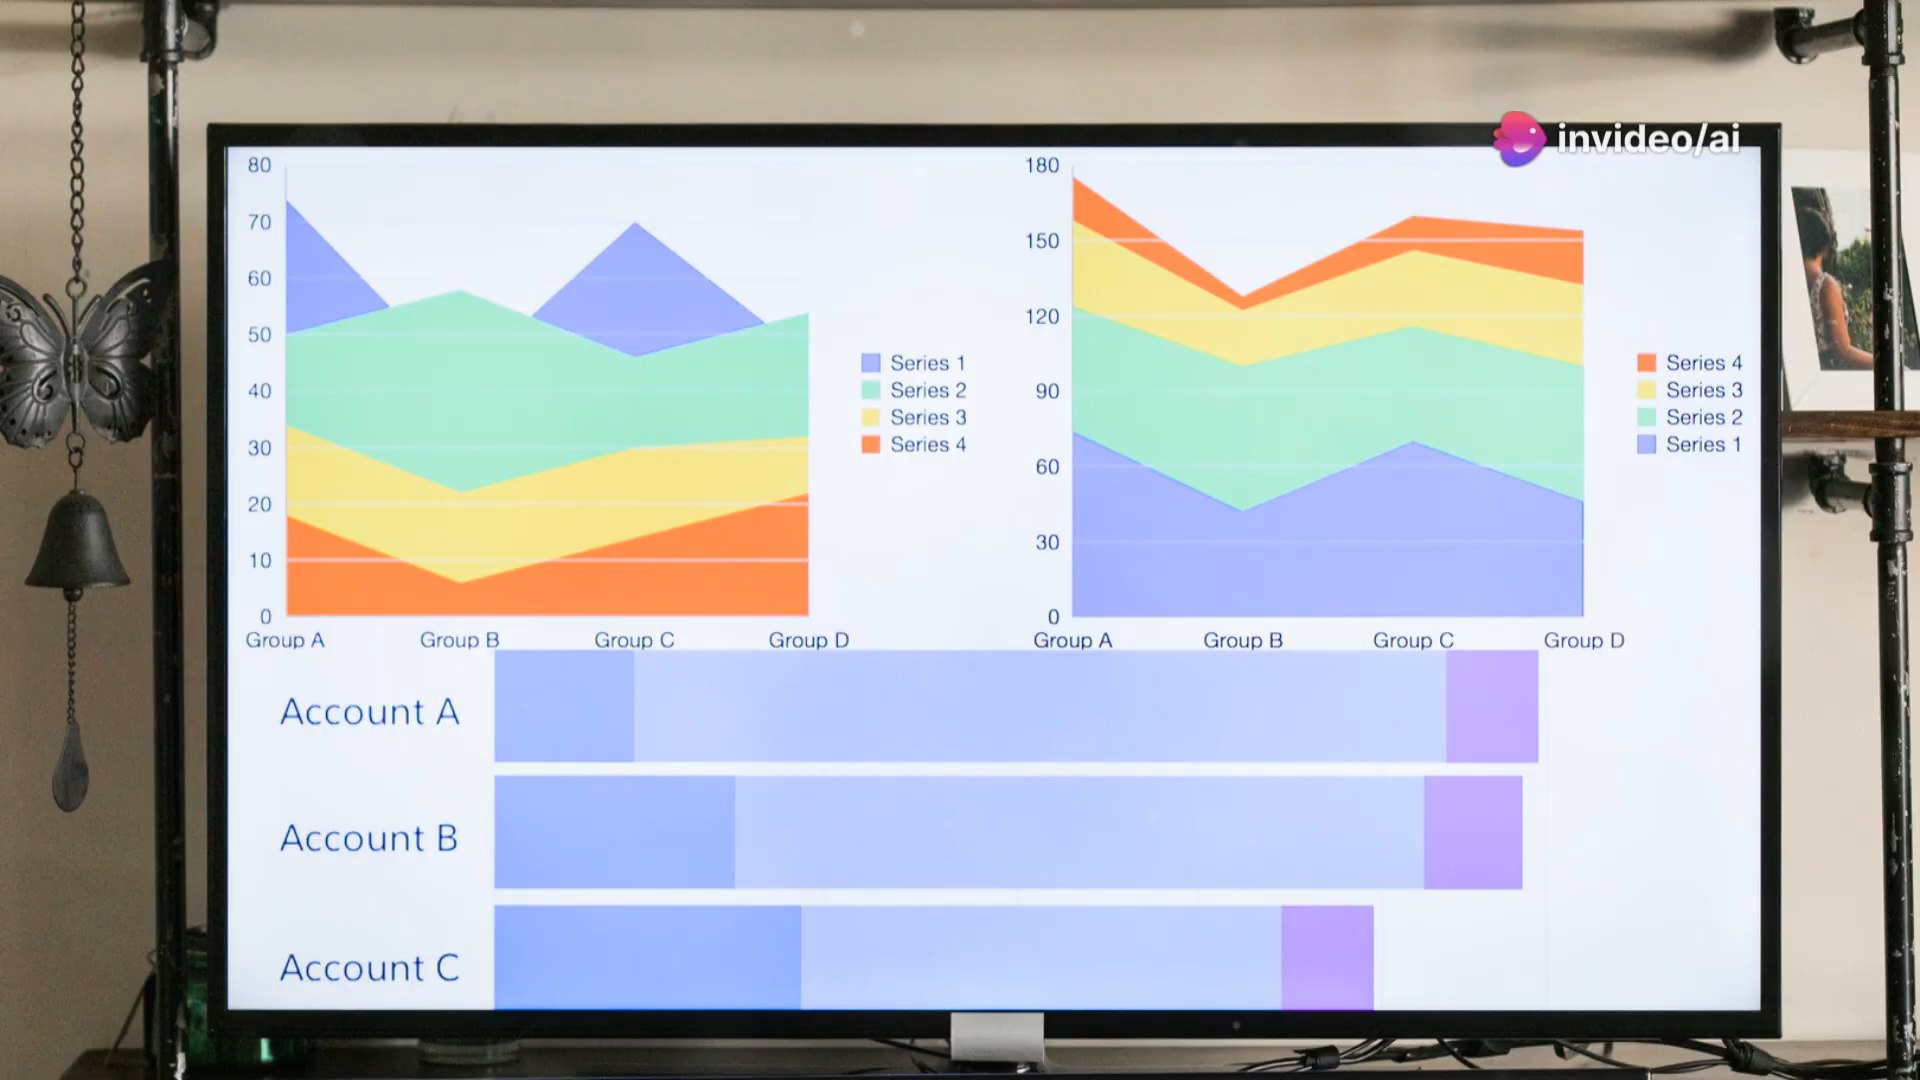 invideo/ai
80
70
60
50
40
30
20
10
0
Group A Group B Group C Group D
Series 1
Series 2
Series 3
Series 4
180
150
120
90
60
30
0
Group A Group B Group C Group D
Series 4
Series 3
Series 2
Series 1
Account A
Account B
Account C